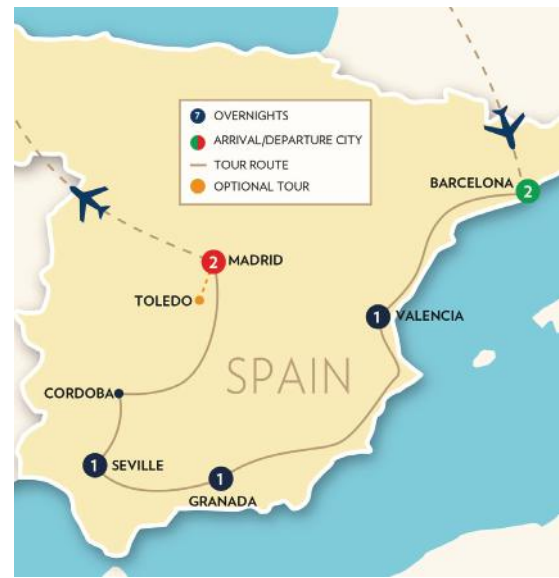 7 OVERNIGHTS
ARRIVAL/DEPARTURE CITY
TOUR ROUTE
OPTIONAL TOUR
BARCELONA
2
2 MADRID
TOLEDO
1 VALENCIA
SPAIN
CORDOBA
1 SEVILLE
1
GRANADA